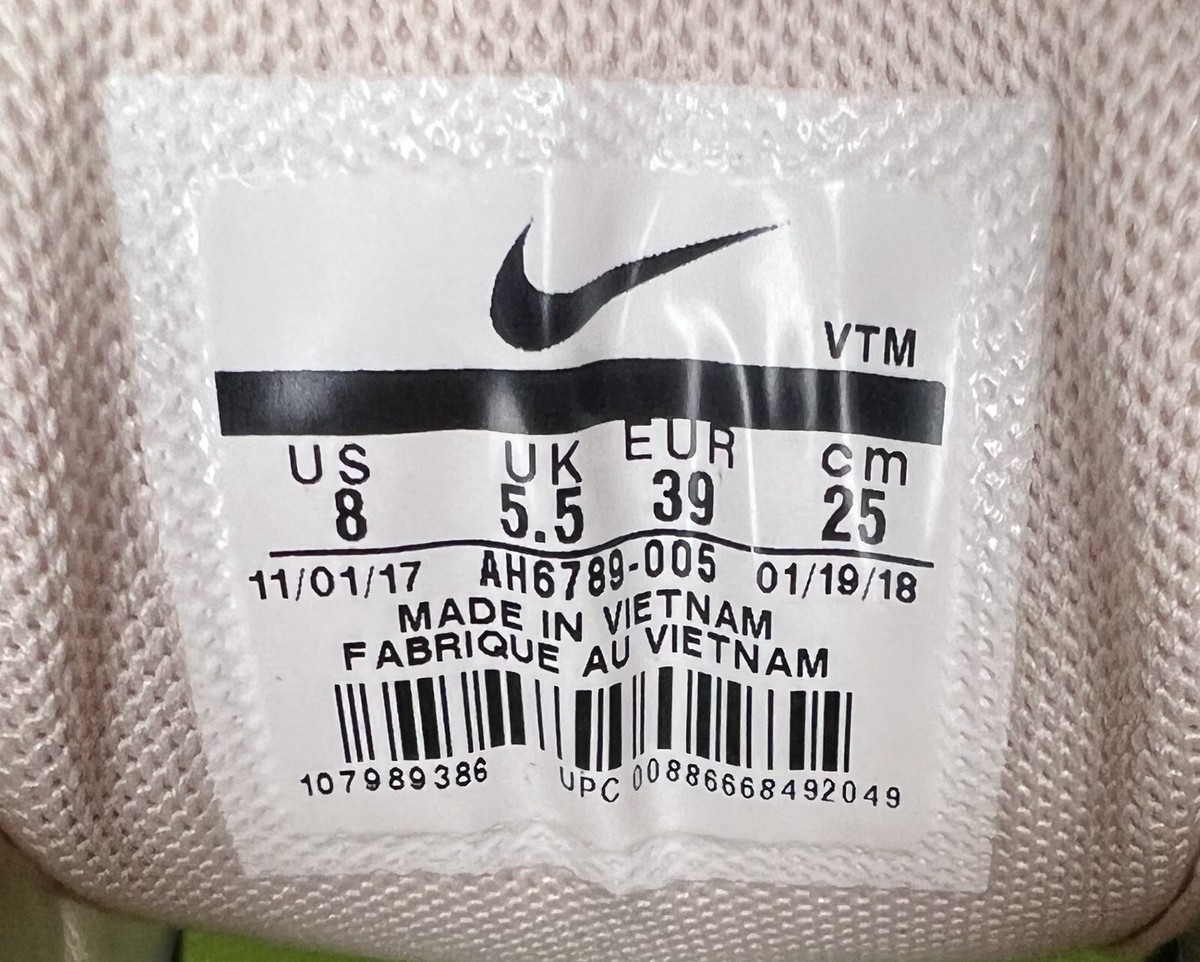 VTM
US UK EUR cm
8 5.5 39 25
11/01/17 AH6789-005 01/19/18
MADE IN VIETNAM
FABRIQUE AU VIETNAM
107989386 UPC 00886668492049